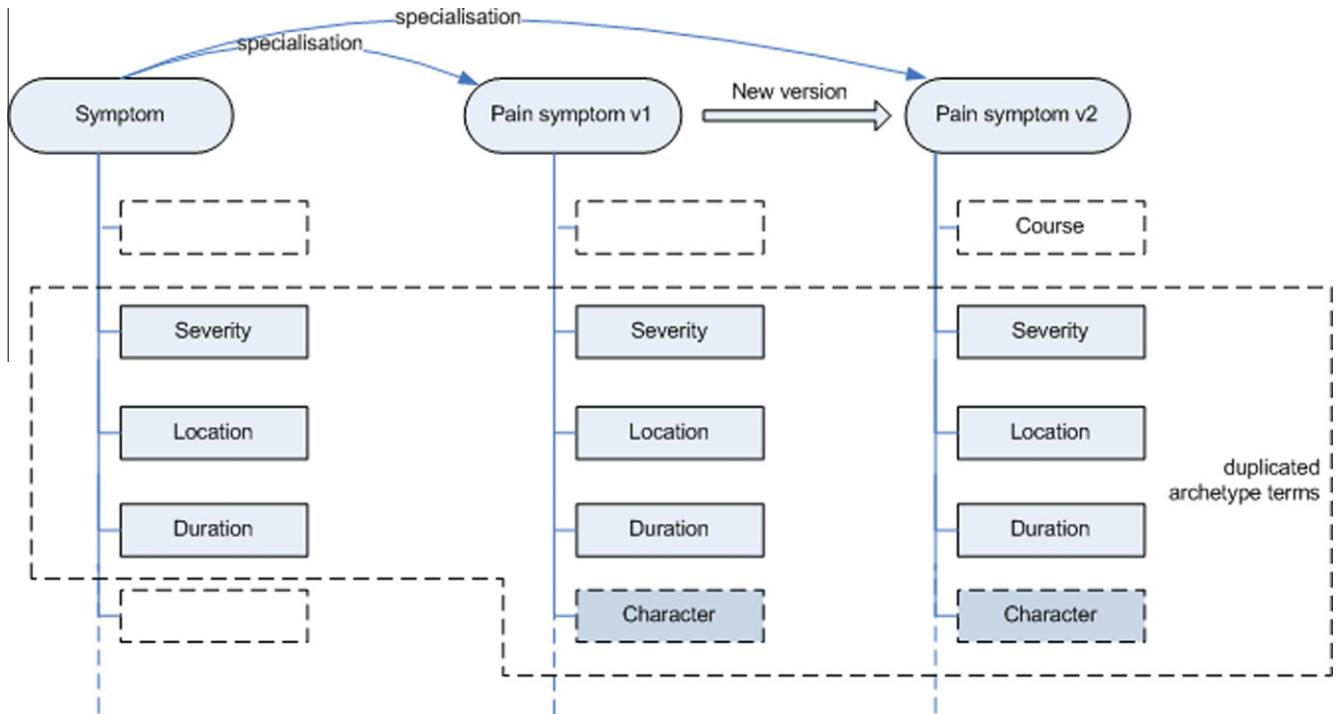 specialisation
specialisation
Symptom
Pain symptom v1
New version
Pain symptom v2
Course
Severity
Severity
Severity
Location
Location
Location
duplicated
archetype terms
Duration
Duration
Duration
Character
Character